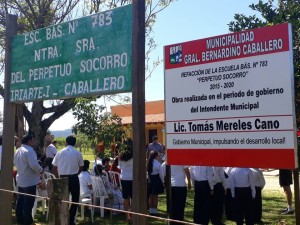 ESC. BÁS. Nº 783
NTRA. SRA.
DEL PERPETUO SOCORRO
IRIARTE-I - CABALLERO
MUNICIPALIDAD
GRAL. BERNARDINO CABALLERO
REFACCIÓN DE LA ESCUELA BÁS. Nº 783
"PERPETUO SOCORRO"
2015 - 2020
Obra realizada en el periodo de gobierno
del Intendente Municipal
Lic. Tomás Mereles Cano
Gobierno Municipal, impulsando el desarrollo local!